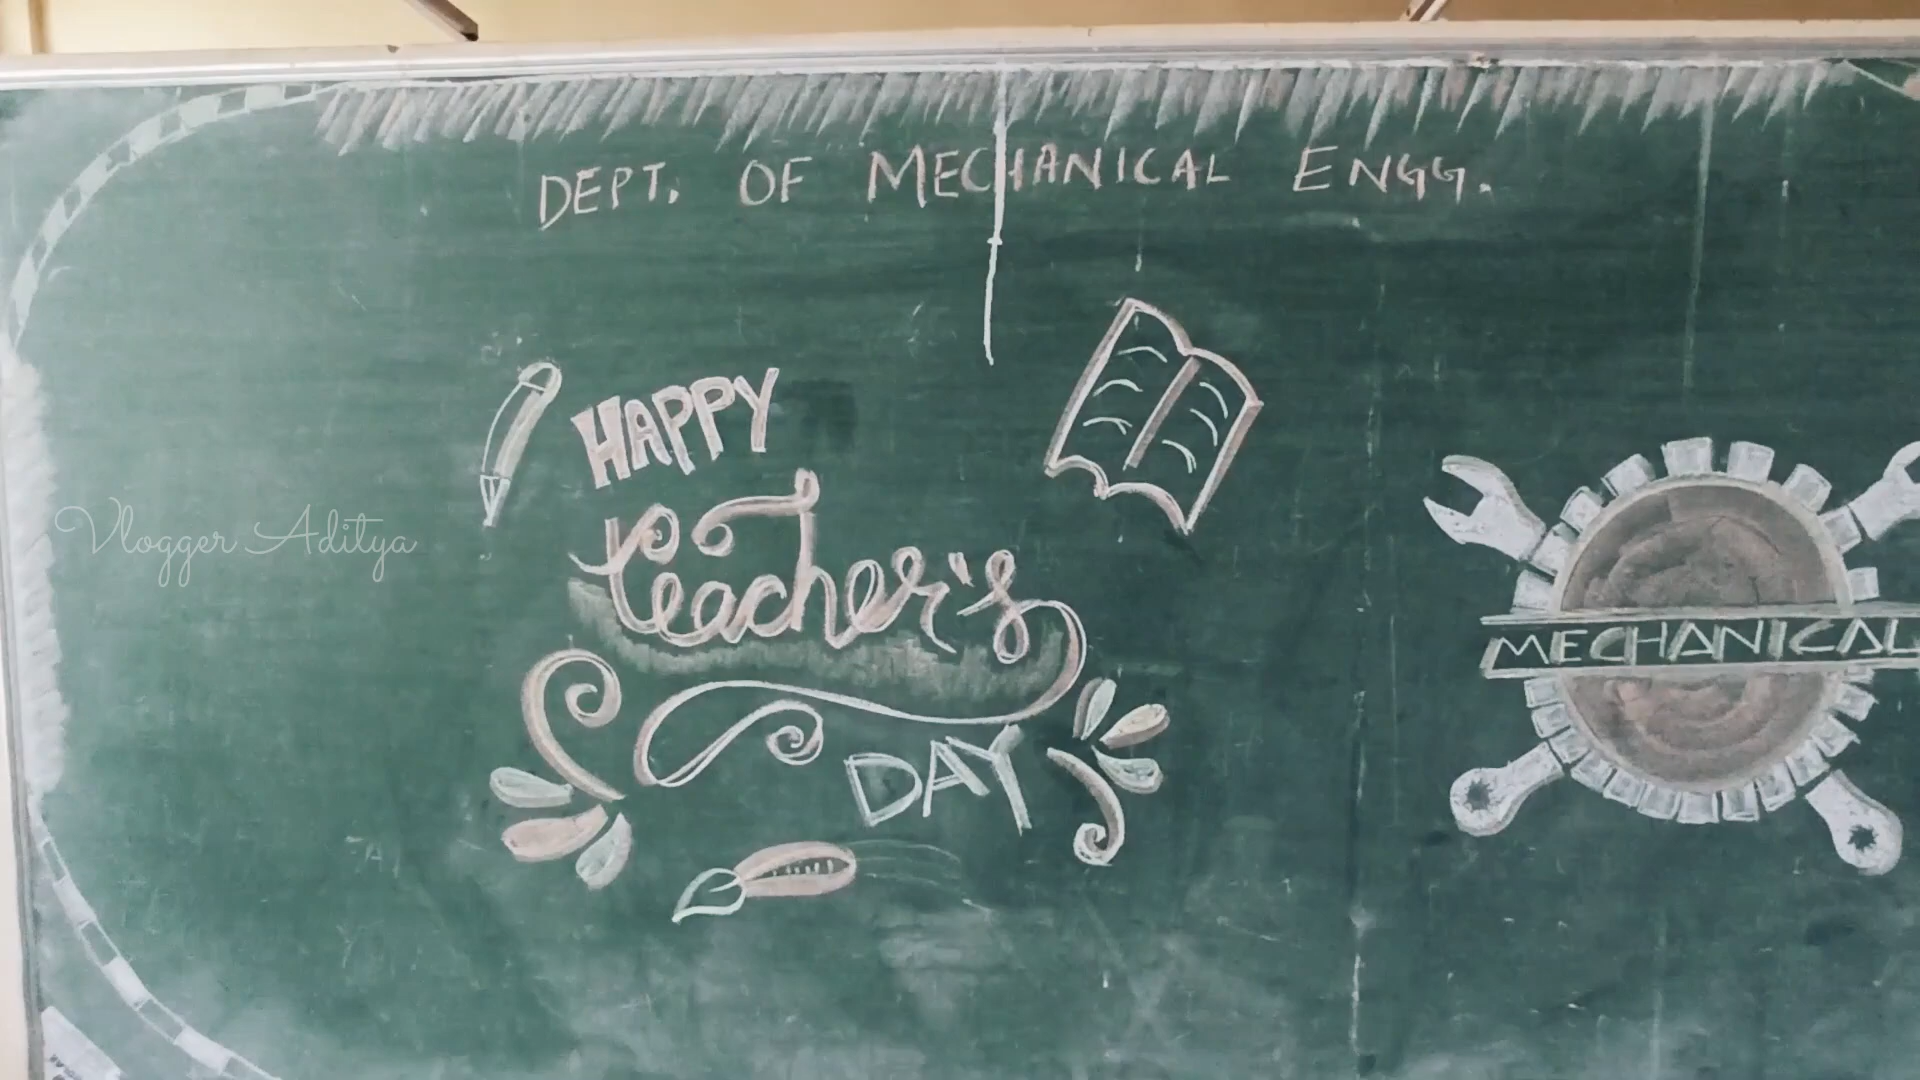 DEPT. OF MECHANICAL ENGG.
HAPPY
Teacher's
DAY
MECHANICAL
Vlogger Aditya